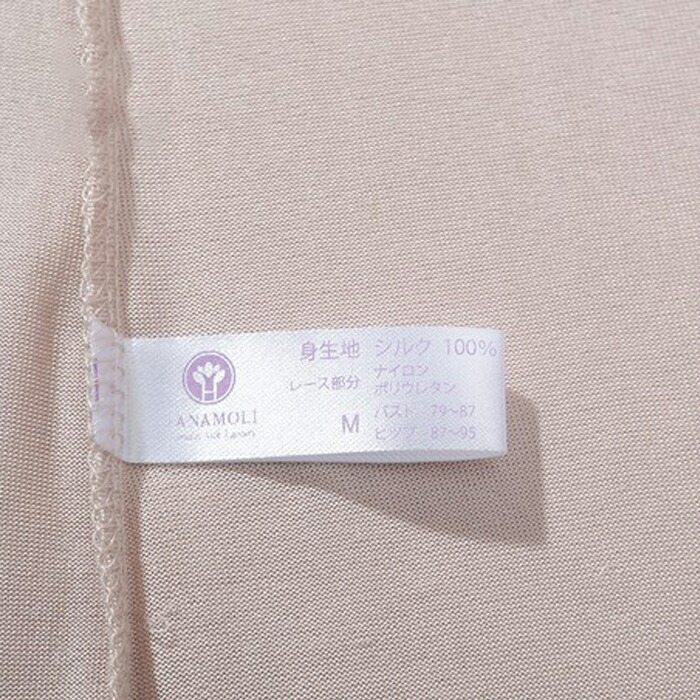 身生地 シルク 100%
レース部分 ナイロン
ポリウレタン
M バスト 79~87
ヒップ 87~95
ANAMOLI